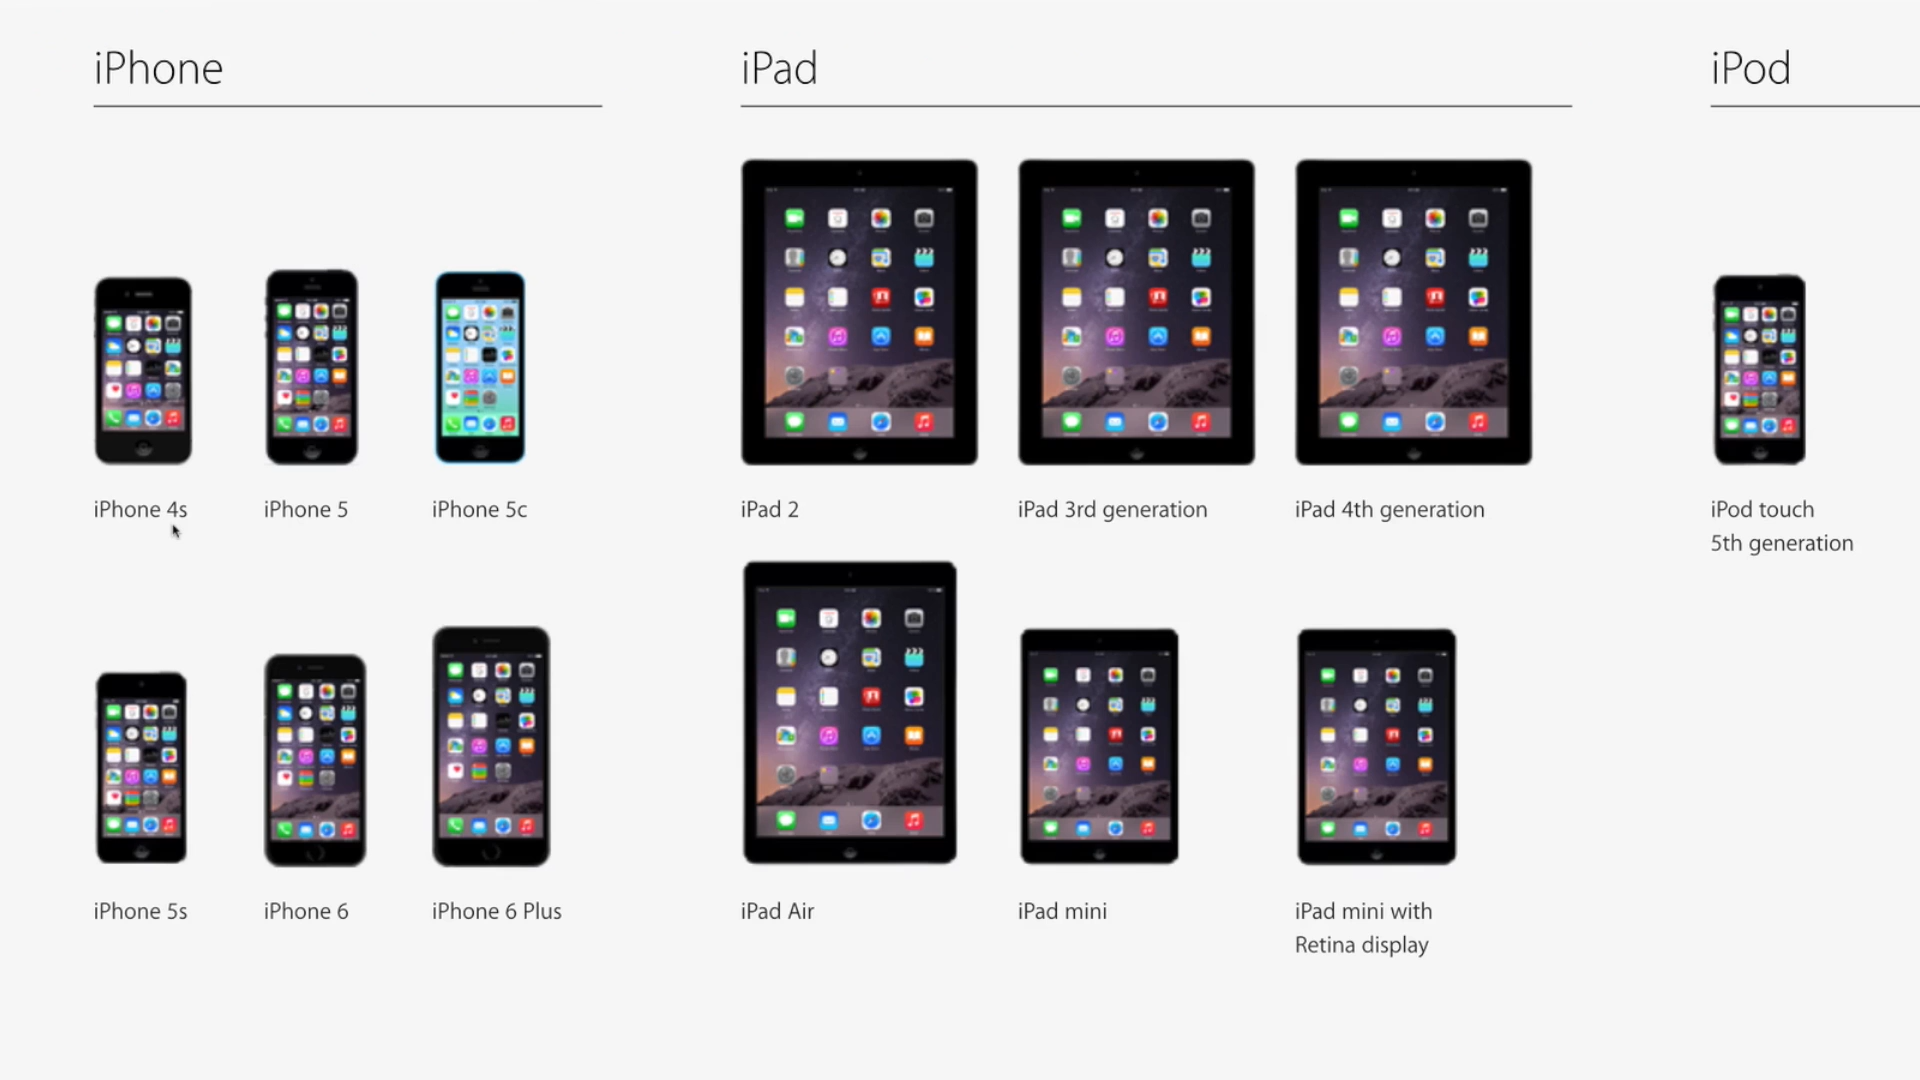 iPhone
iPad
iPod
iPhone 4s
iPhone 5
iPhone 5c
iPad 2
iPad 3rd generation
iPad 4th generation
iPod touch
5th generation
iPhone 5s
iPhone 6
iPhone 6 Plus
iPad Air
iPad mini
iPad mini with
Retina display